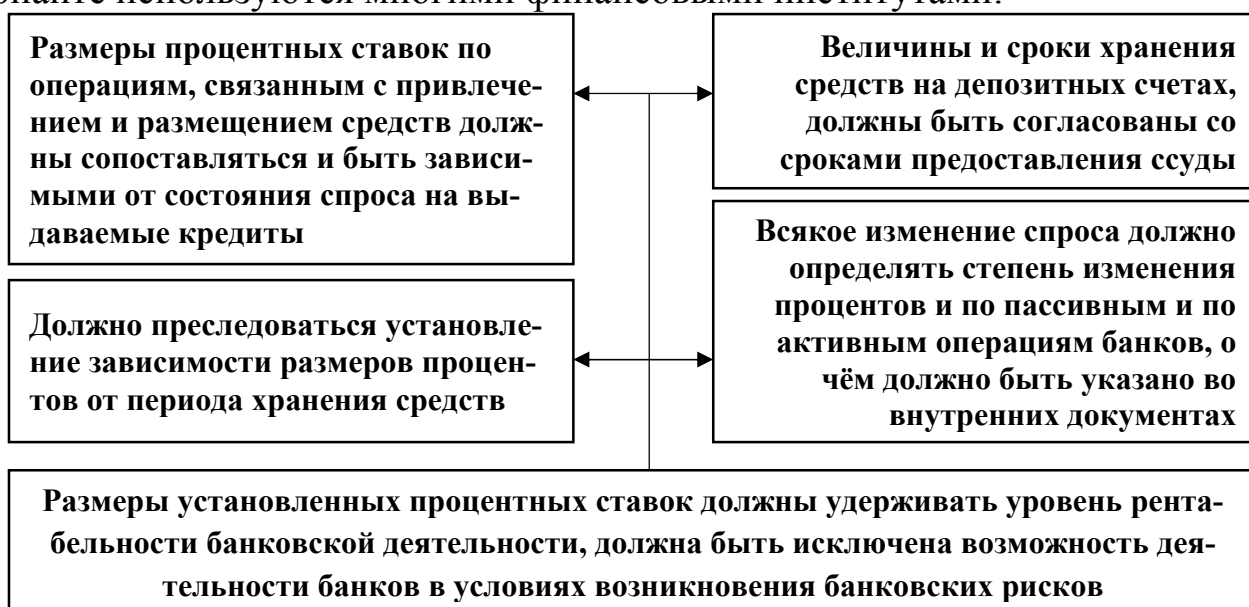 используются многими финансовыми институтами:
Размеры процентных ставок по
операциям, связанным с привлече-
нием и размещением средств долж-
ны сопоставляться и быть зависи-
мыми от состояния спроса на вы-
даваемые кредиты
Величины и сроки хранения
средств на депозитных счетах,
должны быть согласованы со
сроками предоставления ссуды
Должно преследоваться установле-
ние зависимости размеров процен-
тов от периода хранения средств
Всякое изменение спроса должно
определять степень изменения
процентов и по пассивным и по
активным операциям банков, о
чём должно быть указано во
внутренних документах
Размеры установленных процентных ставок должны удерживать уровень рента-
бельности банковской деятельности, должна быть исключена возможность дея-
тельности банков в условиях возникновения банковских рисков